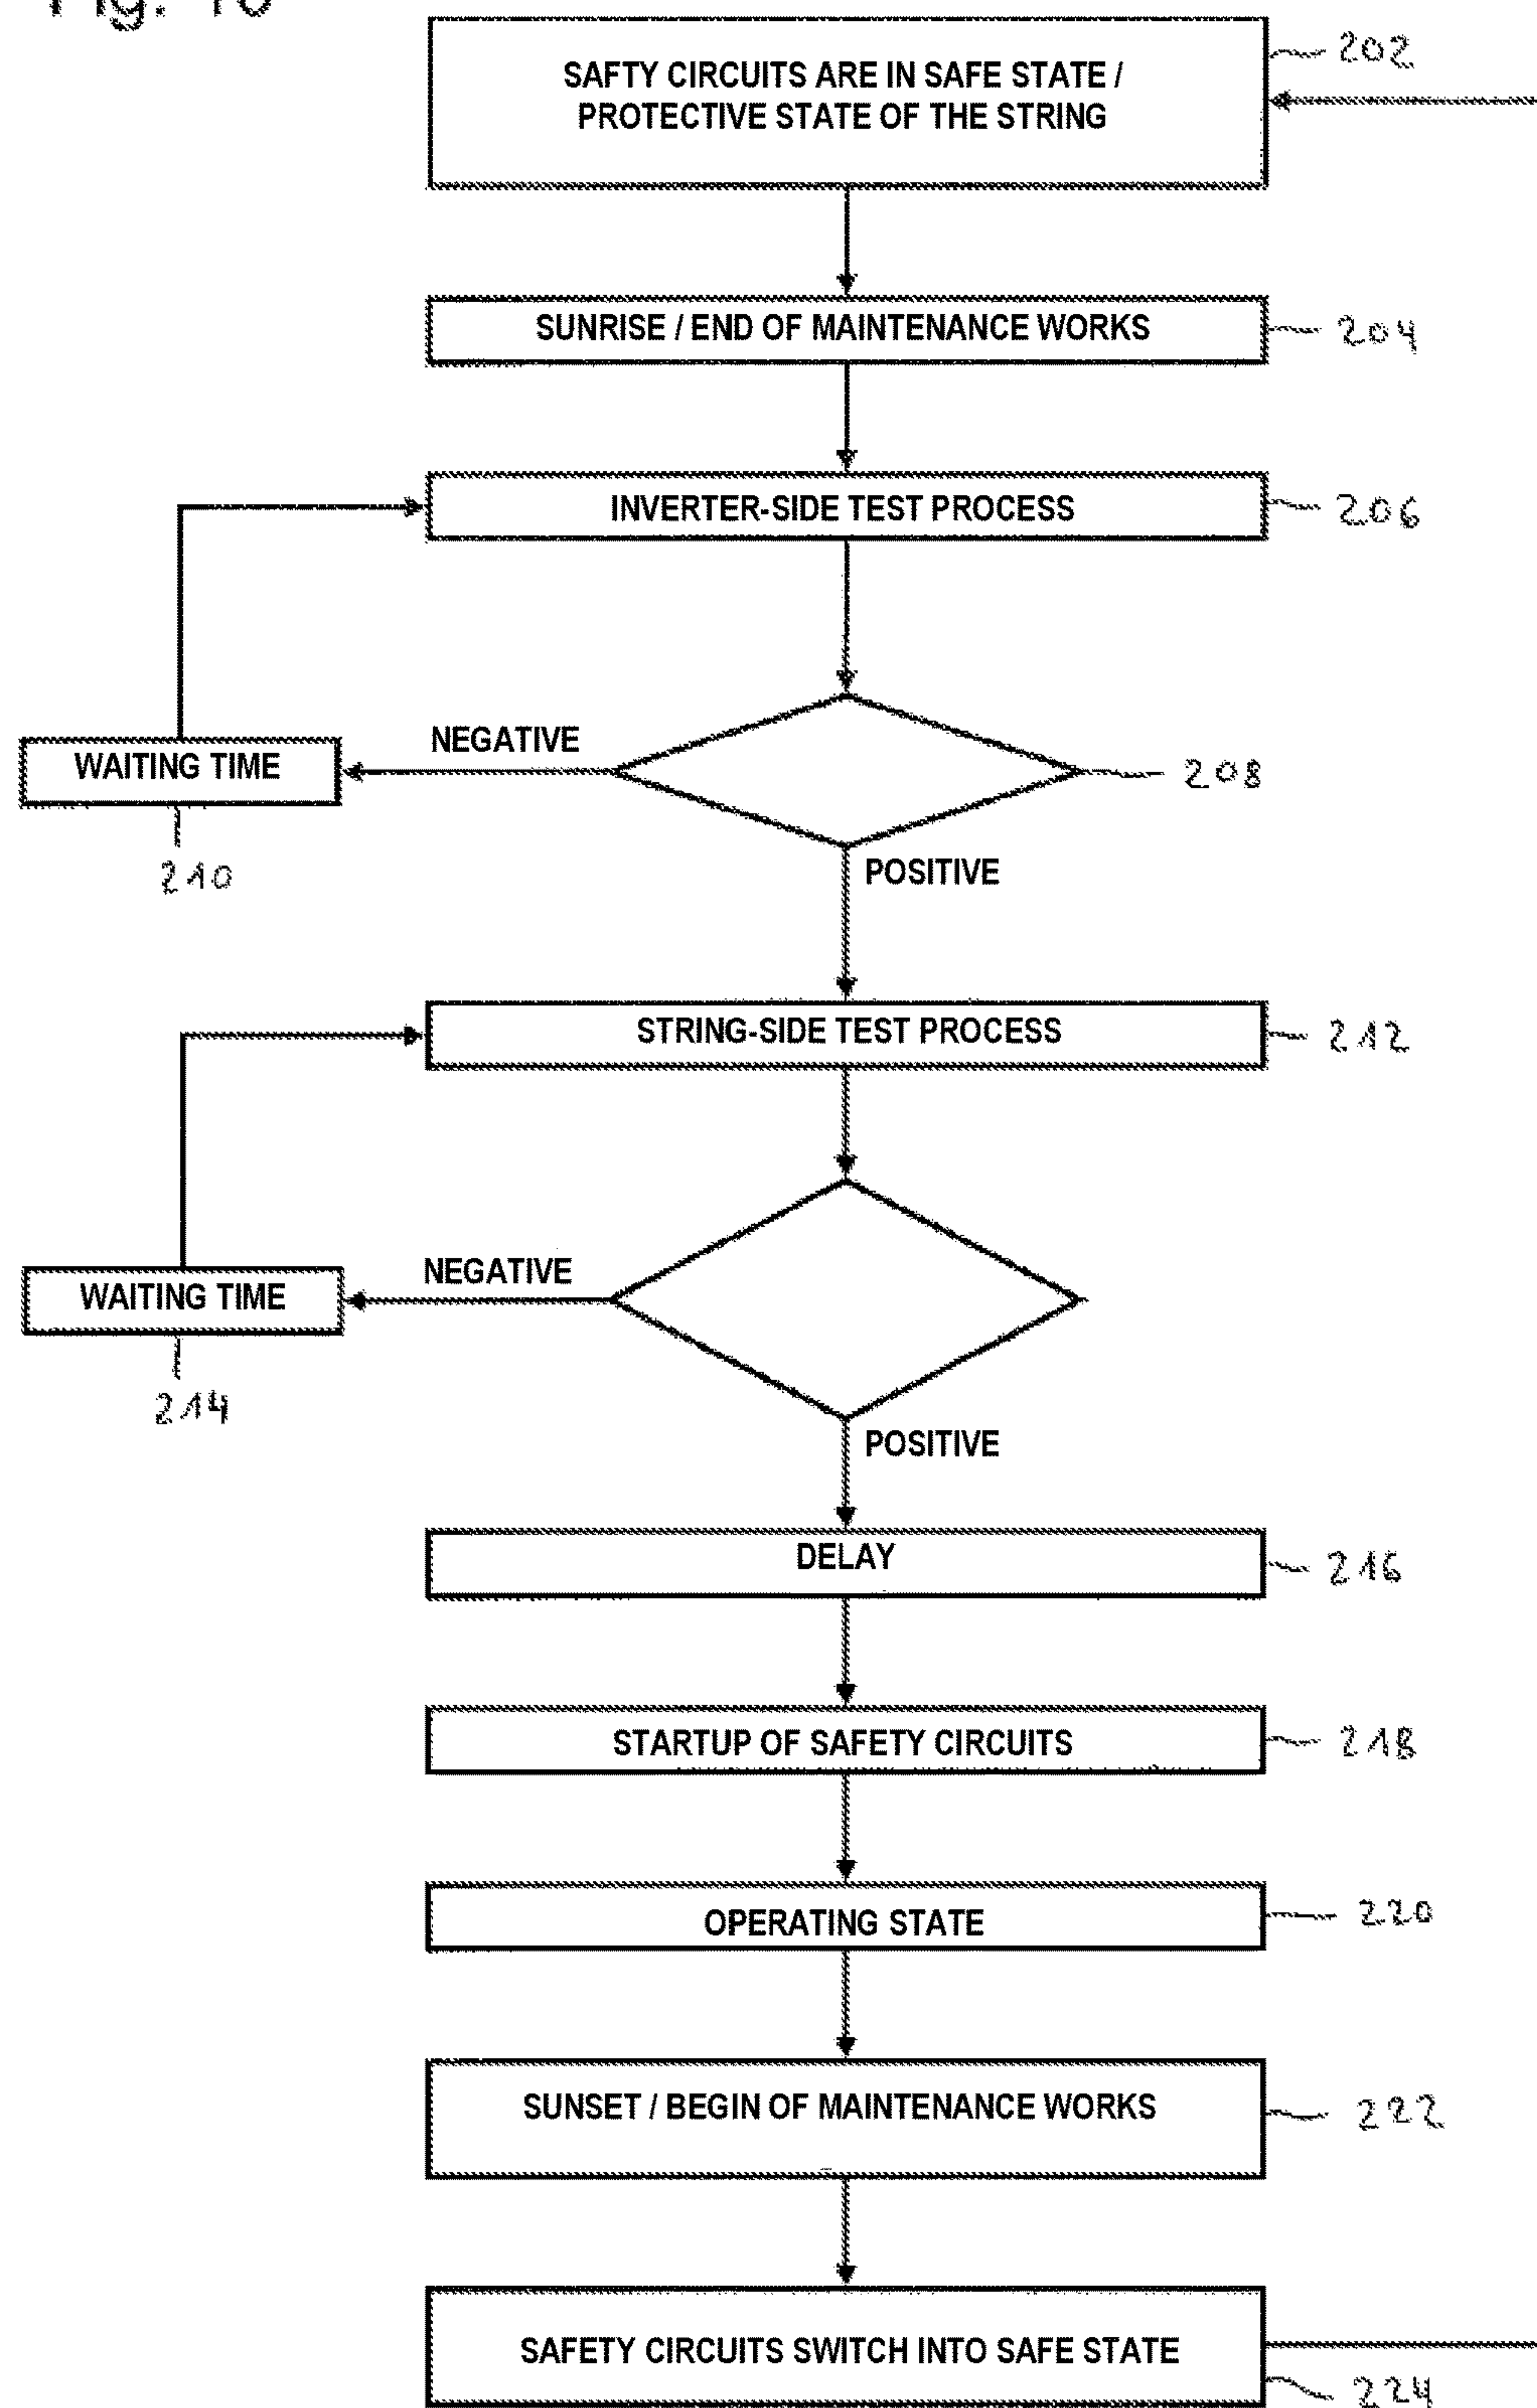 SAFTY CIRCUITS ARE IN SAFE STATE /
PROTECTIVE STATE OF THE STRING
202
SUNRISE / END OF MAINTENANCE WORKS
204
INVERTER-SIDE TEST PROCESS
206
NEGATIVE
WAITING TIME
208
210
POSITIVE
STRING-SIDE TEST PROCESS
212
NEGATIVE
WAITING TIME
214
POSITIVE
DELAY
216
STARTUP OF SAFETY CIRCUITS
218
OPERATING STATE
220
SUNSET / BEGIN OF MAINTENANCE WORKS
222
SAFETY CIRCUITS SWITCH INTO SAFE STATE
224